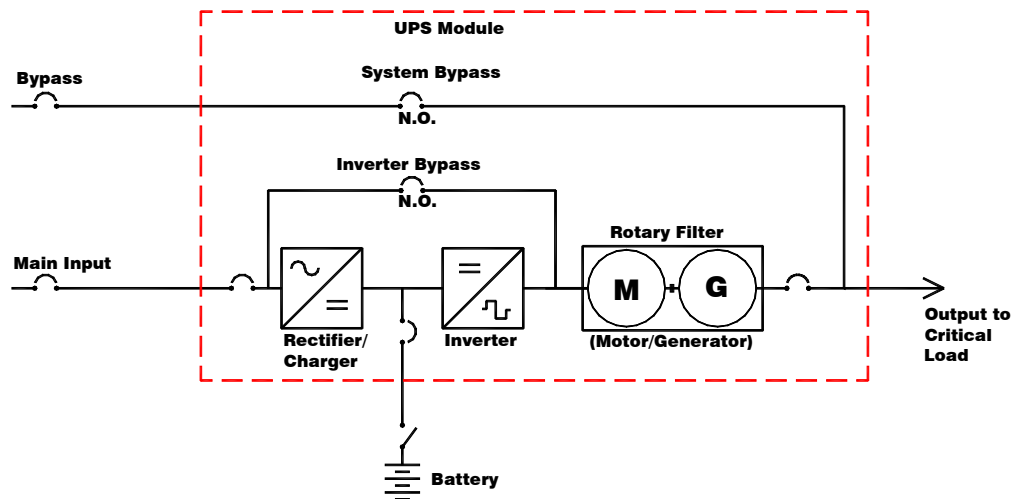 UPS Module
Bypass
System Bypass
N.O.
Inverter Bypass
N.O.
Main Input
Rotary Filter
M
G
Rectifier/
Charger
Inverter
(Motor/Generator)
Output to
Critical
Load
Battery